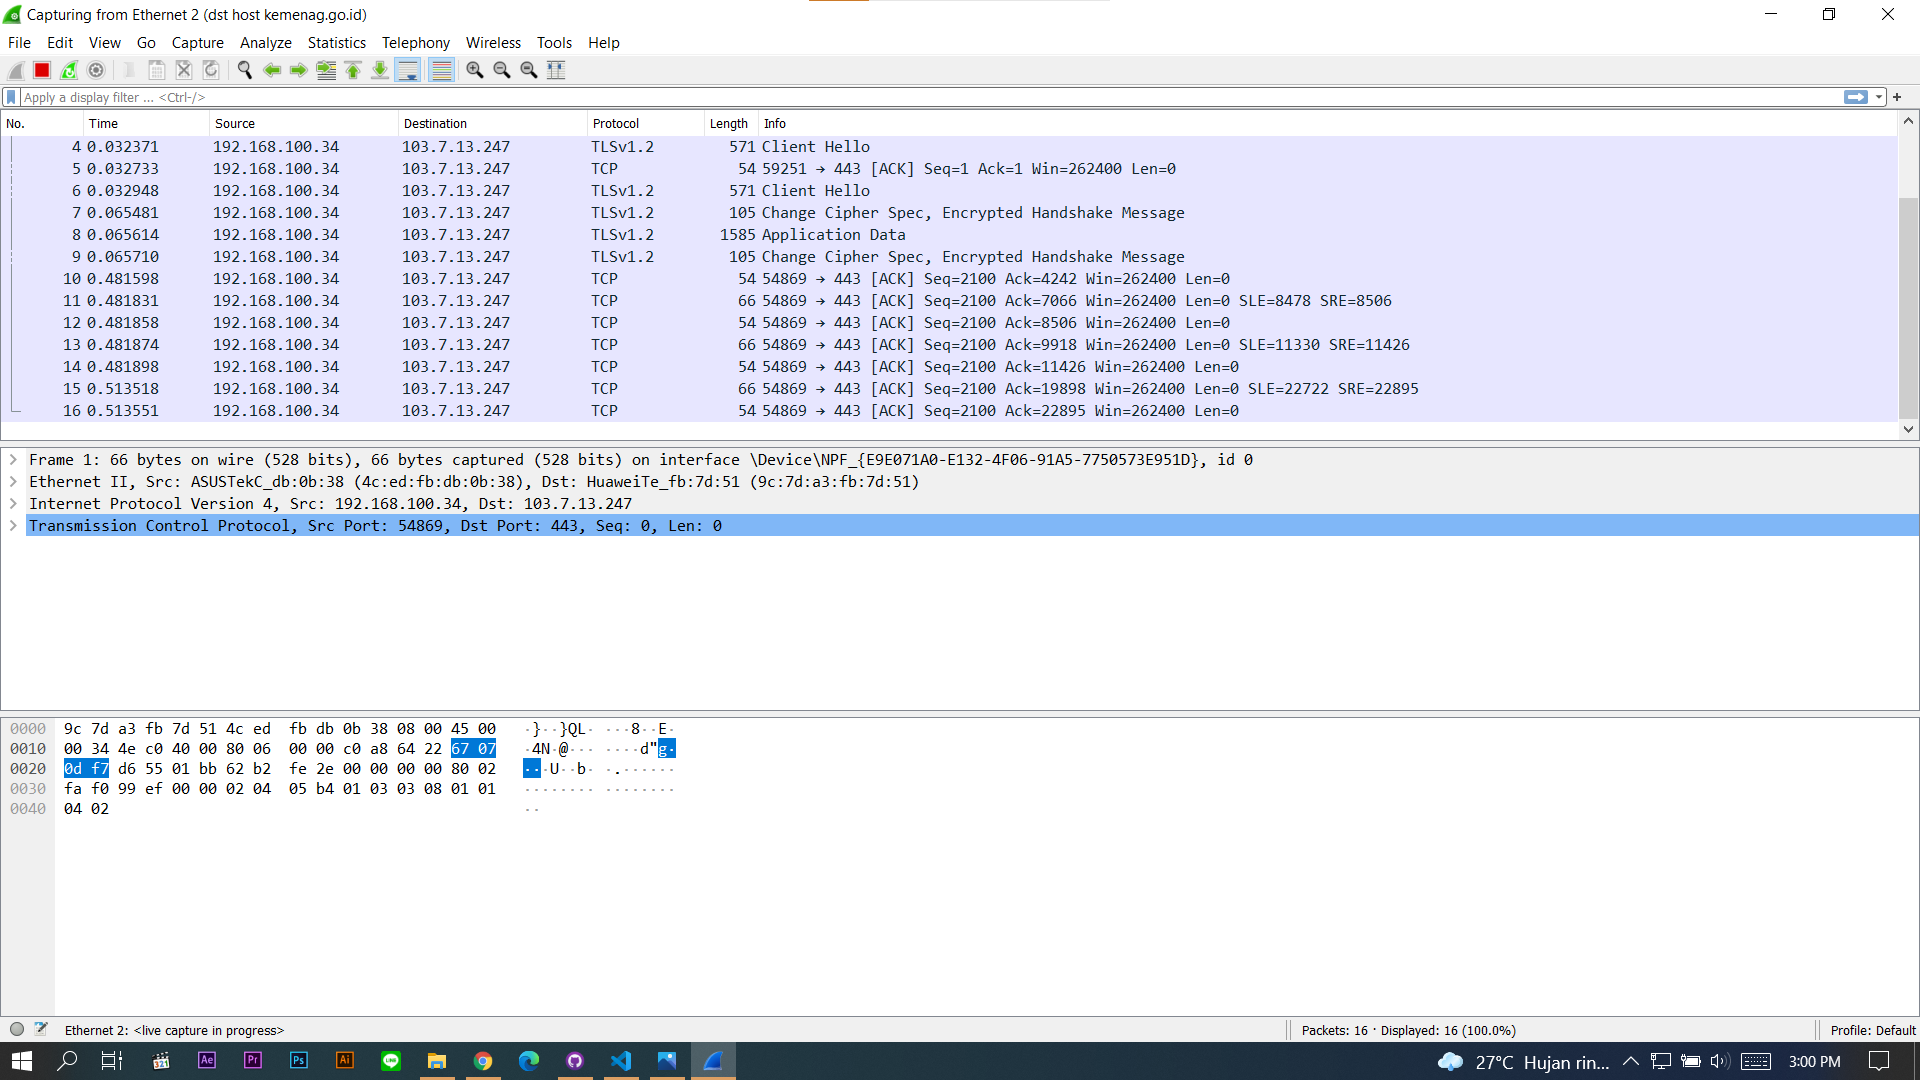 Capturing from Ethernet 2 (dst host kemenag.go.id)
File Edit View Go Capture Analyze Statistics Telephony Wireless Tools Help
Apply a display filter ... <Ctrl-/>
No. Time Source Destination Protocol Length Info
4 0.032371 192.168.100.34 103.7.13.247 TLSv1.2 571 Client Hello
5 0.032733 192.168.100.34 103.7.13.247 TCP 54 59251 → 443 [ACK] Seq=1 Ack=1 Win=262400 Len=0
6 0.032948 192.168.100.34 103.7.13.247 TLSv1.2 571 Client Hello
7 0.065481 192.168.100.34 103.7.13.247 TLSv1.2 105 Change Cipher Spec, Encrypted Handshake Message
8 0.065614 192.168.100.34 103.7.13.247 TLSv1.2 1585 Application Data
9 0.065710 192.168.100.34 103.7.13.247 TLSv1.2 105 Change Cipher Spec, Encrypted Handshake Message
10 0.481598 192.168.100.34 103.7.13.247 TCP 54 54869 → 443 [ACK] Seq=2100 Ack=4242 Win=262400 Len=0
11 0.481831 192.168.100.34 103.7.13.247 TCP 66 54869 → 443 [ACK] Seq=2100 Ack=7066 Win=262400 Len=0 SLE=8478 SRE=8506
12 0.481858 192.168.100.34 103.7.13.247 TCP 54 54869 → 443 [ACK] Seq=2100 Ack=8506 Win=262400 Len=0
13 0.481874 192.168.100.34 103.7.13.247 TCP 66 54869 → 443 [ACK] Seq=2100 Ack=9918 Win=262400 Len=0 SLE=11330 SRE=11426
14 0.481898 192.168.100.34 103.7.13.247 TCP 54 54869 → 443 [ACK] Seq=2100 Ack=11426 Win=262400 Len=0
15 0.513518 192.168.100.34 103.7.13.247 TCP 66 54869 → 443 [ACK] Seq=2100 Ack=19898 Win=262400 Len=0 SLE=22722 SRE=22895
16 0.513551 192.168.100.34 103.7.13.247 TCP 54 54869 → 443 [ACK] Seq=2100 Ack=22895 Win=262400 Len=0
Frame 1: 66 bytes on wire (528 bits), 66 bytes captured (528 bits) on interface \Device\NPF_{E9E071A0-E132-4F06-91A5-7750573E951D}, id 0
Ethernet II, Src: ASUSTekC_db:0b:38 (4c:ed:fb:db:0b:38), Dst: HuaweiTe_fb:7d:51 (9c:7d:a3:fb:7d:51)
Internet Protocol Version 4, Src: 192.168.100.34, Dst: 103.7.13.247
Transmission Control Protocol, Src Port: 54869, Dst Port: 443, Seq: 0, Len: 0
0000 9c 7d a3 fb 7d 51 4c ed fb db 0b 38 08 00 45 00 ·}··}QL· ···8··E·
0010 00 34 4e c0 40 00 80 06 00 00 c0 a8 64 22 67 07 ·4N·@··· ····d"g·
0020 0d f7 d6 55 01 bb 62 b2 fe 2e 00 00 00 00 80 02 ···U··b· ·.······
0030 fa f0 99 ef 00 00 02 04 05 b4 01 03 03 08 01 01 ········ ········
0040 04 02 ··
Ethernet 2: <live capture in progress>
Packets: 16 · Displayed: 16 (100.0%)
Profile: Default
321 Ae Pr Ps Ai LINE
27°C Hujan rin... 3:00 PM